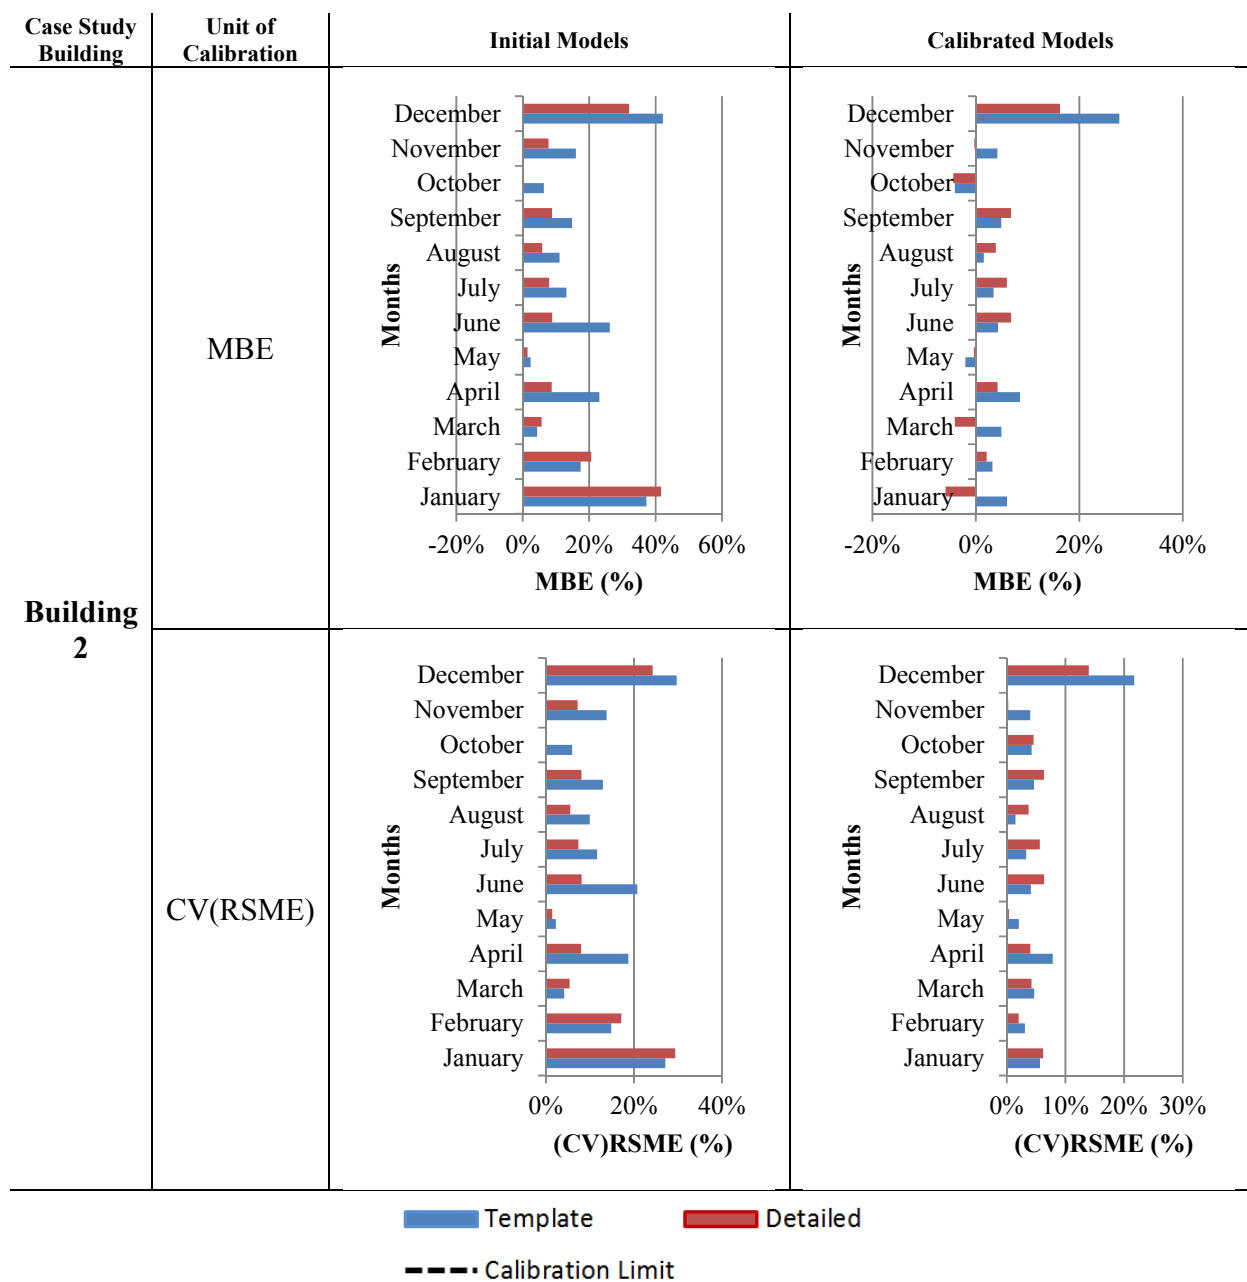 Case Study
Building
Unit of
Calibration
Initial Models
Calibrated Models
Building
2
MBE
Months
December
November
October
September
August
July
June
May
April
March
February
January
-20% 0% 20% 40% 60%
MBE (%)
Months
December
November
October
September
August
July
June
May
April
March
February
January
-20% 0% 20% 40%
MBE (%)
CV(RSME)
Months
December
November
October
September
August
July
June
May
April
March
February
January
0% 20% 40%
(CV)RSME (%)
Months
December
November
October
September
August
July
June
May
April
March
February
January
0% 10% 20% 30%
(CV)RSME (%)
Template Detailed
Calibration Limit